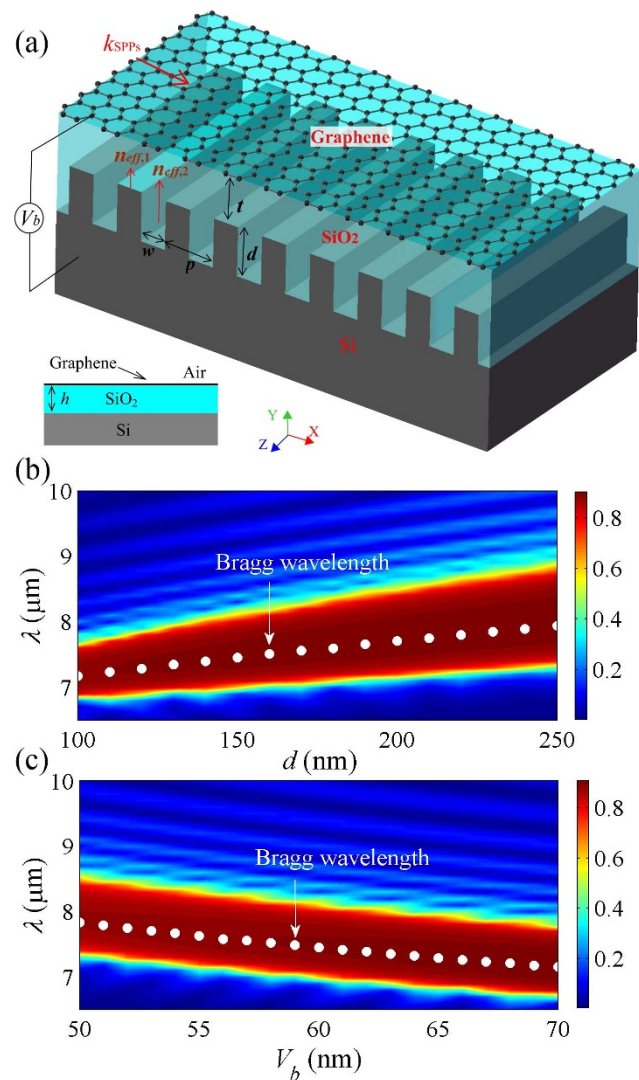 (a)
kSPPs
Graphene
neff,1
neff,2
t
SiO2
Vb
w
p
d
Si
Graphene
Air
h
SiO2
Si
Y
Z
X
(b)
10
9
8
7
λ (μm)
Bragg wavelength
100
150
200
250
d (nm)
0.8
0.6
0.4
0.2
(c)
10
9
8
7
λ (μm)
Bragg wavelength
50
55
60
65
70
Vb (nm)
0.8
0.6
0.4
0.2